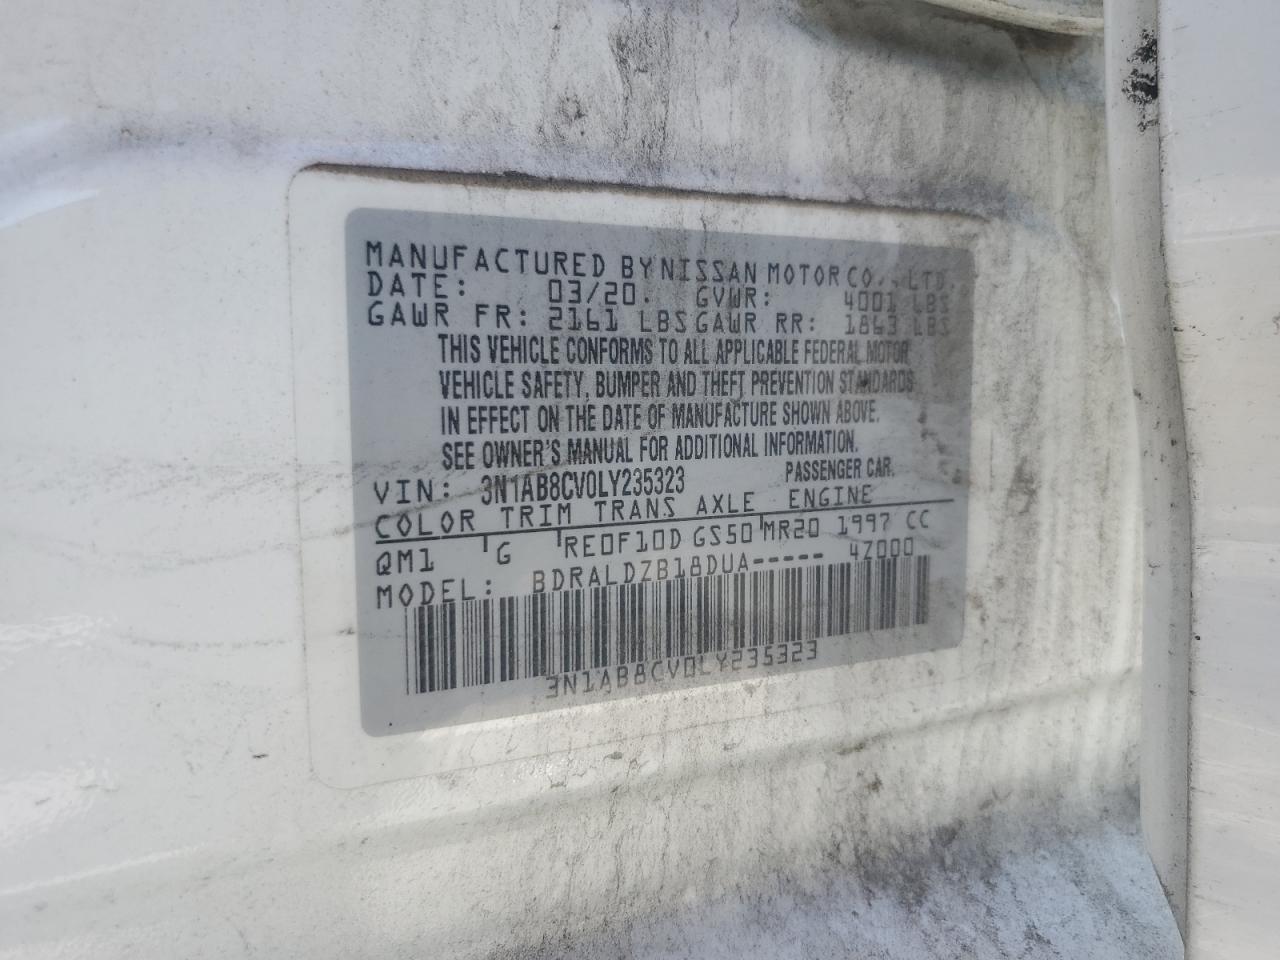 MANUFACTURED BY NISSAN MOTOR CO., LTD.
DATE: 03/20. GVWR: 4001 LBS
GAWR FR: 2161 LBS GAWR RR: 1863 LBS
THIS VEHICLE CONFORMS TO ALL APPLICABLE FEDERAL MOTOR
VEHICLE SAFETY, BUMPER AND THEFT PREVENTION STANDARDS
IN EFFECT ON THE DATE OF MANUFACTURE SHOWN ABOVE.
SEE OWNER'S MANUAL FOR ADDITIONAL INFORMATION.
VIN: 3N1AB8CV0LY235323 PASSENGER CAR.
COLOR TRIM TRANS AXLE ENGINE
QM1 G RE0F10D GS50 MR20 1997 CC
MODEL: BDRALDZB18DUA----- 4Z000
3N1AB8CV0LY235323